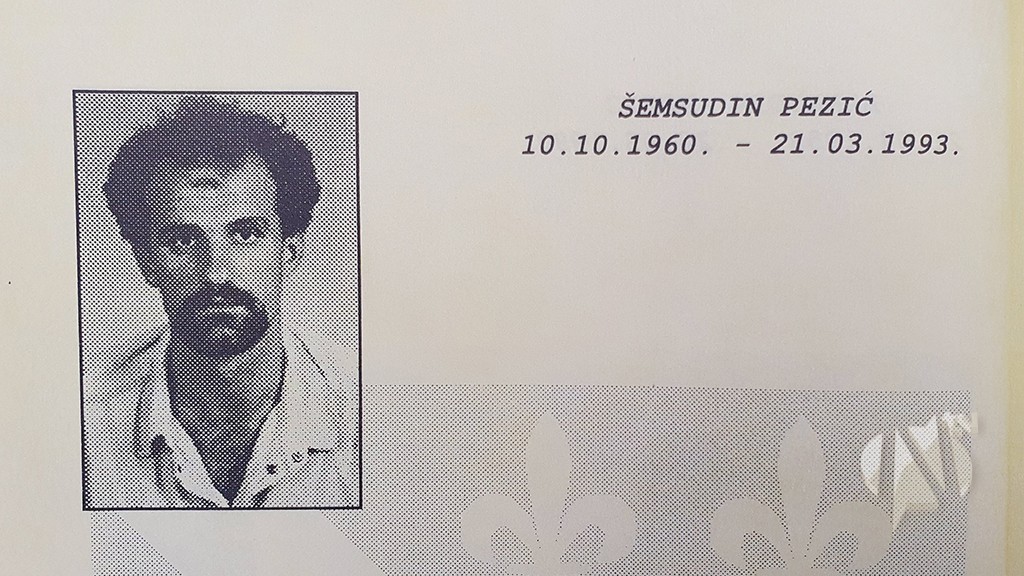 ŠEMSUDIN PEZIĆ
10.10.1960. - 21.03.1993.